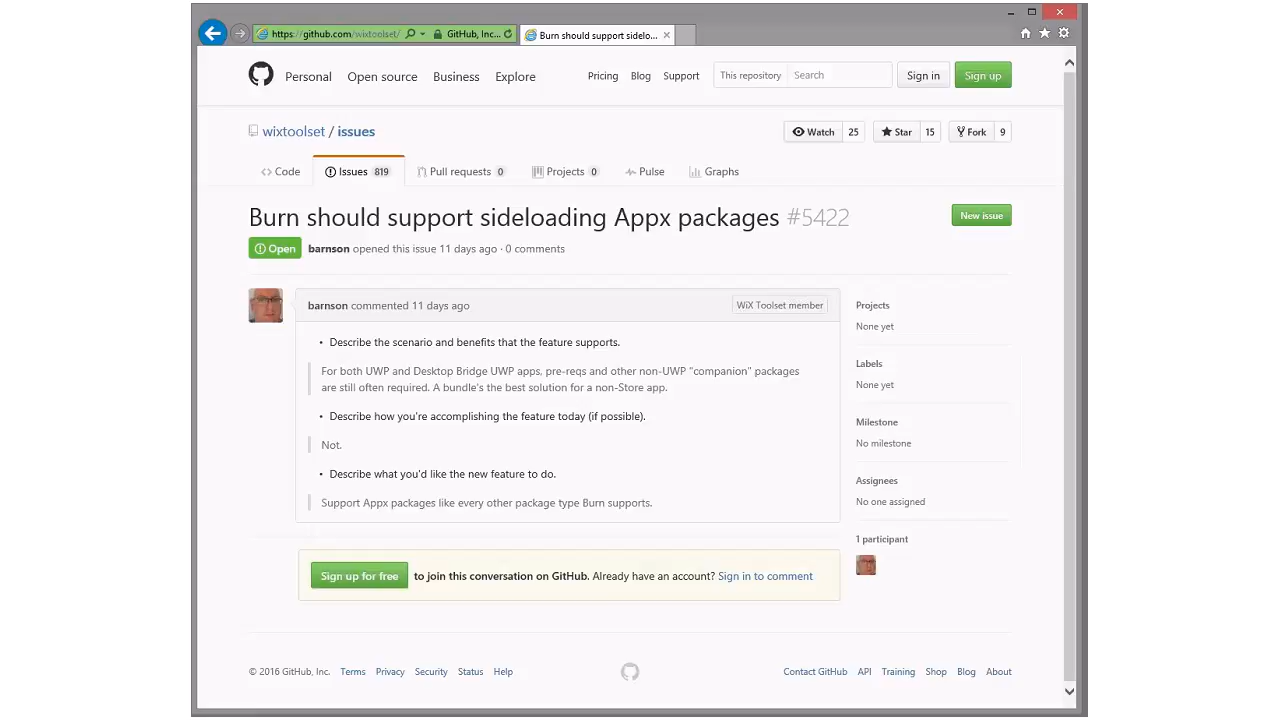 https://github.com/wixtoolset/ GitHub, Inc... Burn should support sidelo...
Personal Open source Business Explore Pricing Blog Support This repository Search Sign in Sign up
wixtoolset / issues Watch 25 Star 15 Fork 9
Code Issues 819 Pull requests 0 Projects 0 Pulse Graphs
Burn should support sideloading Appx packages #5422 New issue
Open barnson opened this issue 11 days ago · 0 comments
barnson commented 11 days ago WiX Toolset member
• Describe the scenario and benefits that the feature supports.
For both UWP and Desktop Bridge UWP apps, pre-reqs and other non-UWP "companion" packages
are still often required. A bundle's the best solution for a non-Store app.
• Describe how you're accomplishing the feature today (if possible).
Not.
• Describe what you'd like the new feature to do.
Support Appx packages like every other package type Burn supports.
Projects
None yet
Labels
None yet
Milestone
No milestone
Assignees
No one assigned
1 participant
Sign up for free to join this conversation on GitHub. Already have an account? Sign in to comment
© 2016 GitHub, Inc. Terms Privacy Security Status Help Contact GitHub API Training Shop Blog About